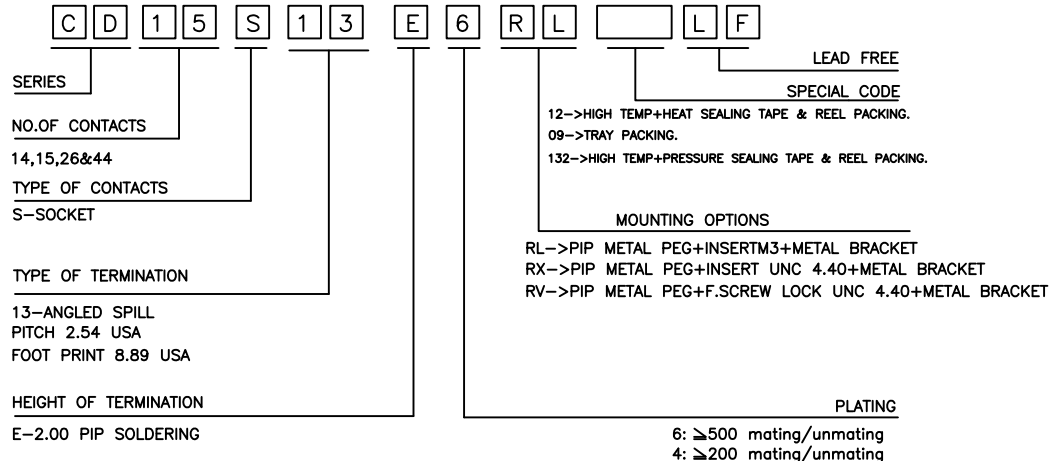 CD 15 S 13 E 6 RL LF
LEAD FREE
SERIES
SPECIAL CODE
12->HIGH TEMP+HEAT SEALING TAPE & REEL PACKING.
09->TRAY PACKING.
132->HIGH TEMP+PRESSURE SEALING TAPE & REEL PACKING.
NO.OF CONTACTS
14,15,26&44
TYPE OF CONTACTS
S-SOCKET
MOUNTING OPTIONS
RL->PIP METAL PEG+INSERTM3+METAL BRACKET
RX->PIP METAL PEG+INSERT UNC 4.40+METAL BRACKET
RV->PIP METAL PEG+F.SCREW LOCK UNC 4.40+METAL BRACKET
TYPE OF TERMINATION
13-ANGLED SPILL
PITCH 2.54 USA
FOOT PRINT 8.89 USA
HEIGHT OF TERMINATION
E-2.00 PIP SOLDERING
PLATING
6: ≥500 mating/unmating
4: ≥200 mating/unmating